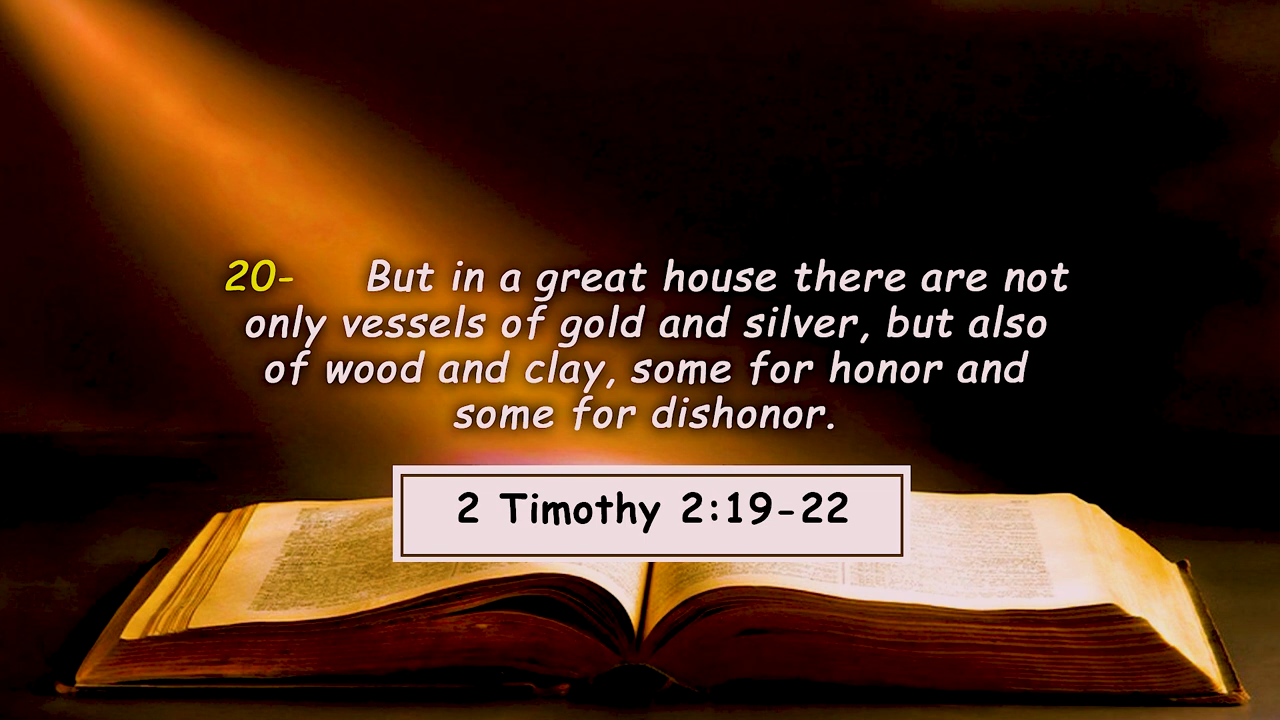 20- But in a great house there are not
only vessels of gold and silver, but also
of wood and clay, some for honor and
some for dishonor.
2 Timothy 2:19-22